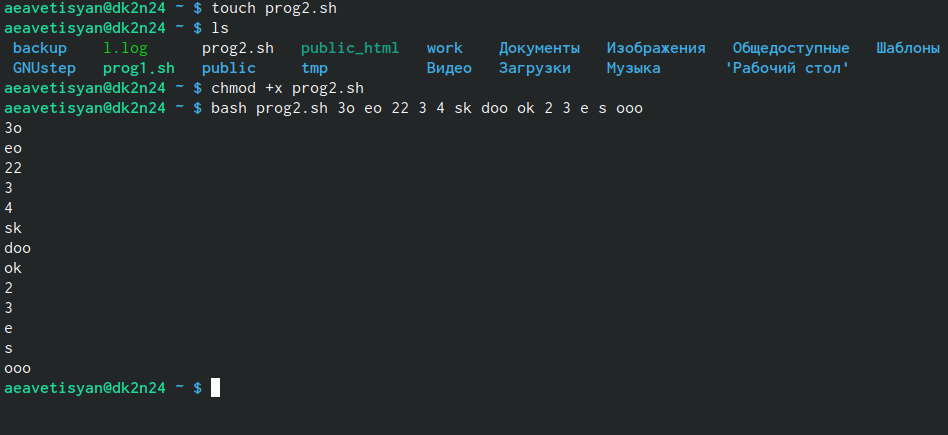 aeavetisyan@dk2n24 ~ $ touch prog2.sh
aeavetisyan@dk2n24 ~ $ ls
backup l.log prog2.sh public_html work Документы Изображения Общедоступные Шаблоны
GNUstep prog1.sh public tmp Видео Загрузки Музыка 'Рабочий стол'
aeavetisyan@dk2n24 ~ $ chmod +x prog2.sh
aeavetisyan@dk2n24 ~ $ bash prog2.sh 3o eo 22 3 4 sk doo ok 2 3 e s ooo
3o
eo
22
3
4
sk
doo
ok
2
3
e
s
ooo
aeavetisyan@dk2n24 ~ $